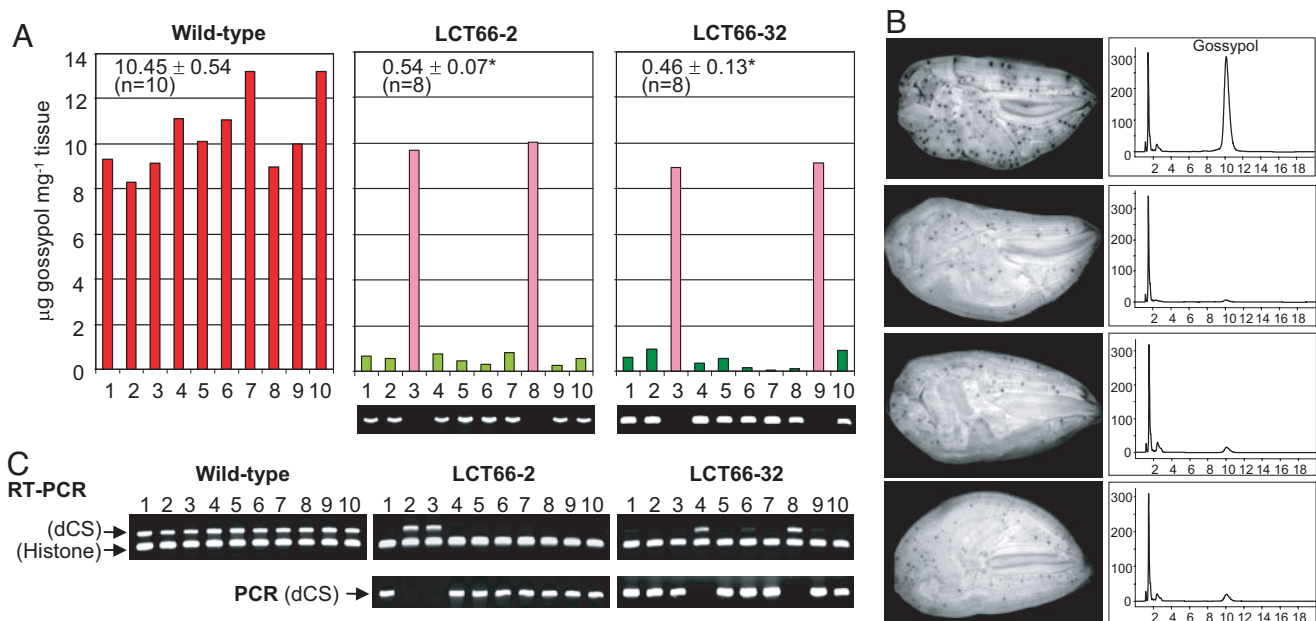 A
Wild-type
LCT66-2
LCT66-32
µg gossypol mg⁻¹ tissue
14
12
10
8
6
4
2
0
10.45 ± 0.54
(n=10)
0.54 ± 0.07*
(n=8)
0.46 ± 0.13*
(n=8)
1 2 3 4 5 6 7 8 9 10
1 2 3 4 5 6 7 8 9 10
1 2 3 4 5 6 7 8 9 10
B
Gossypol
300
200
100
0
2 4 6 8 10 12 14 16 18
300
200
100
0
2 4 6 8 10 12 14 16 18
300
200
100
0
2 4 6 8 10 12 14 16 18
300
200
100
0
2 4 6 8 10 12 14 16 18
C
RT-PCR
Wild-type
LCT66-2
LCT66-32
1 2 3 4 5 6 7 8 9 10
1 2 3 4 5 6 7 8 9 10
1 2 3 4 5 6 7 8 9 10
(dCS)
(Histone)
PCR (dCS)